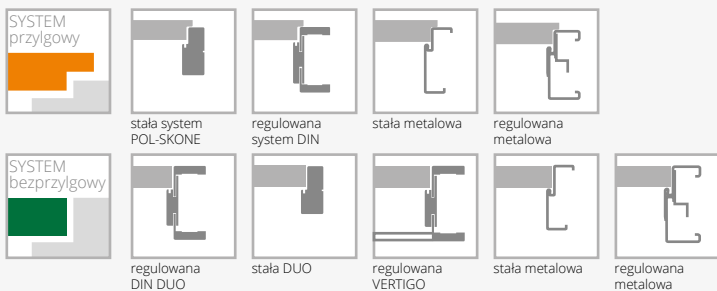 SYSTEM
przylgowy
stała system
POL-SKONE
regulowana
system DIN
stała metalowa
regulowana
metalowa
SYSTEM
bezprzylgowy
regulowana
DIN DUO
stała DUO
regulowana
VERTIGO
stała metalowa
regulowana
metalowa